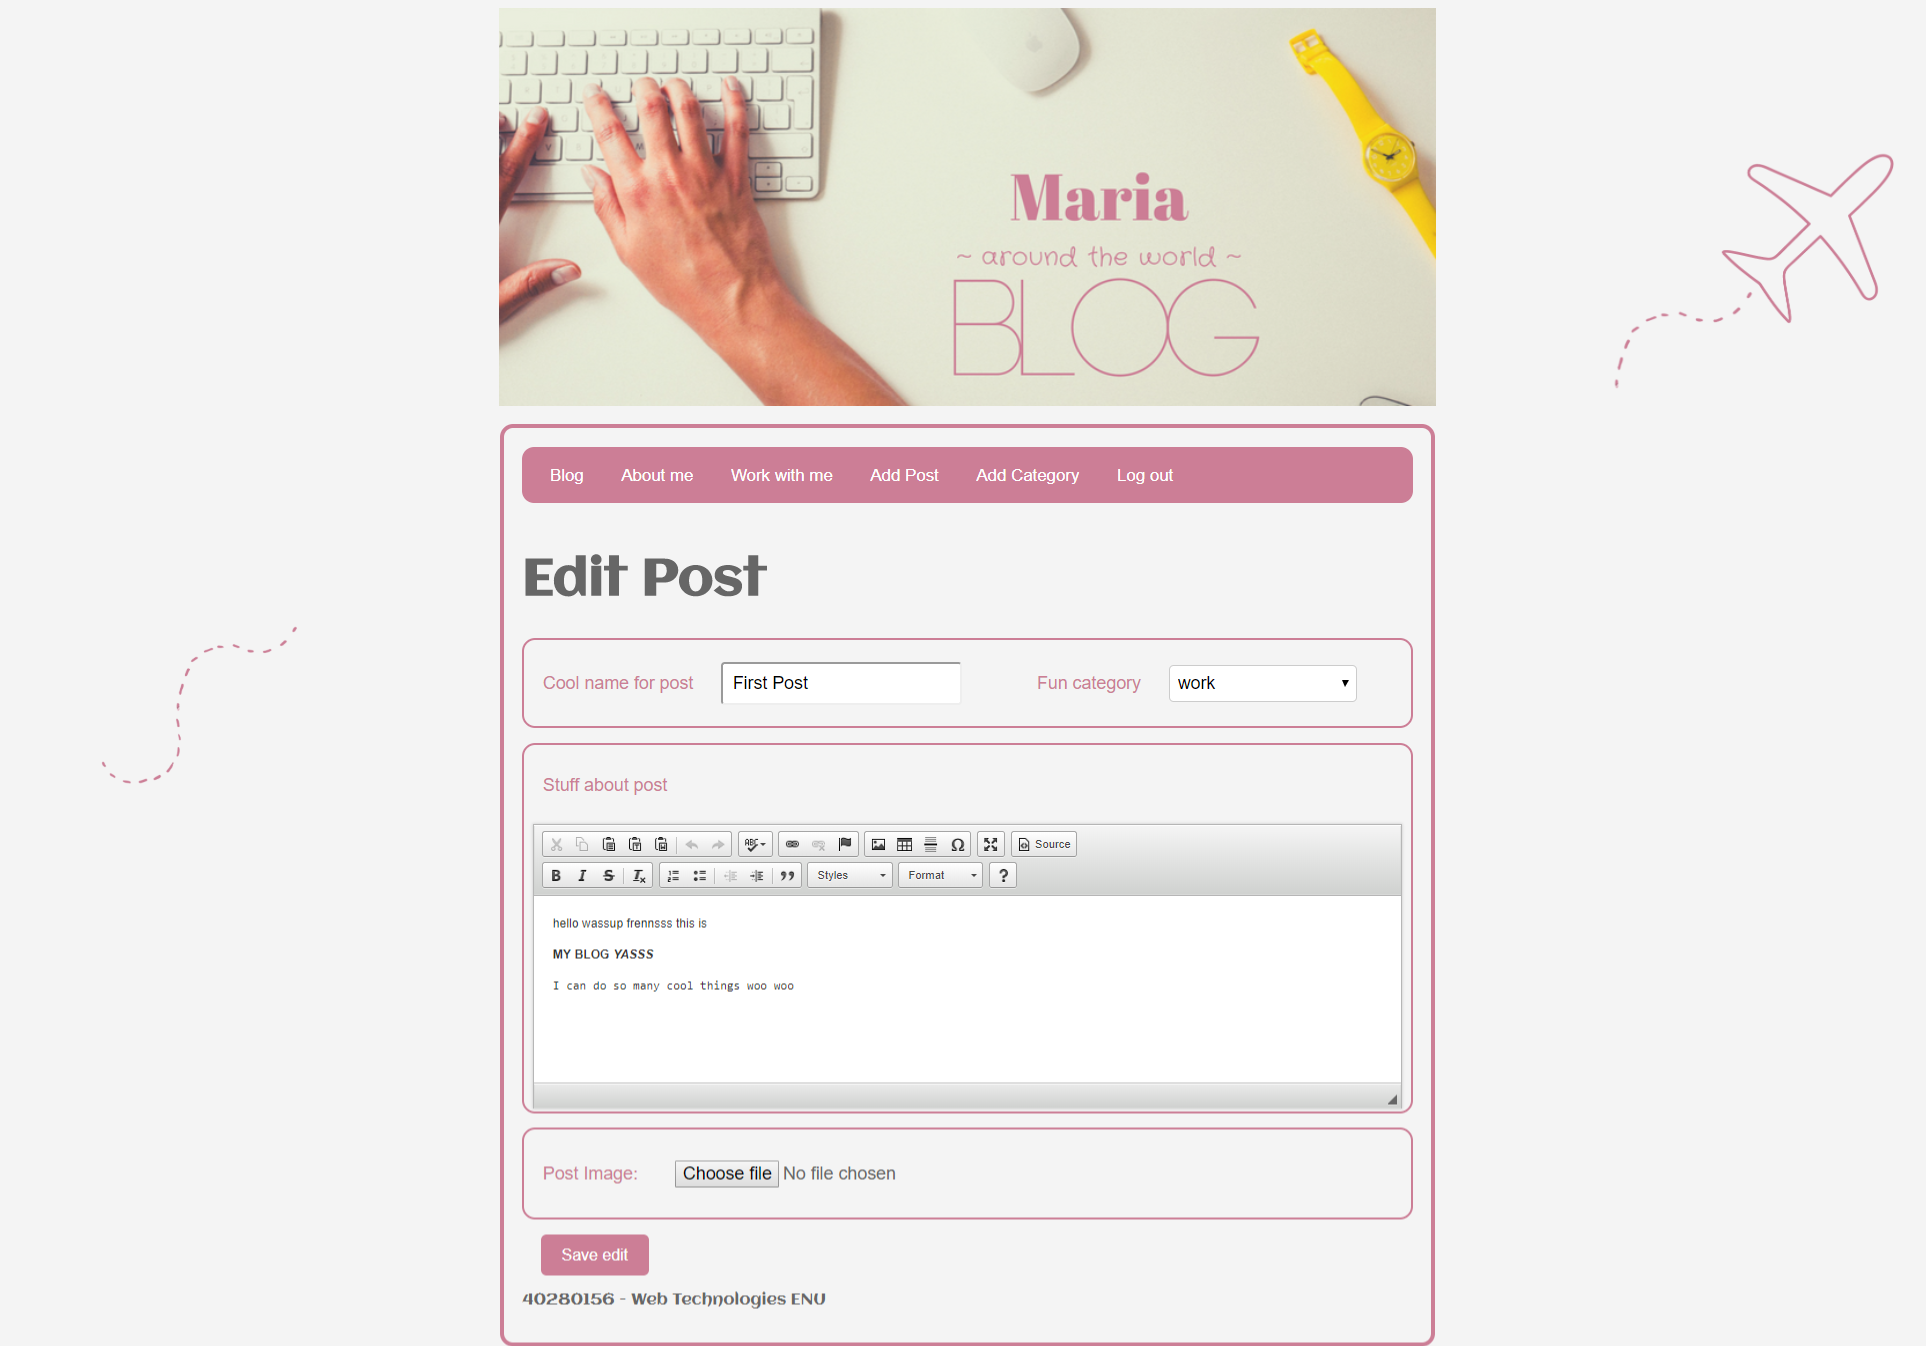 Maria
~ around the world ~
BLOG
Blog About me Work with me Add Post Add Category Log out
Edit Post
Cool name for post First Post Fun category work
Stuff about post
ABC Source
B I S Tx Styles Format ?
hello wassup frennsss this is
MY BLOG YASSS
I can do so many cool things woo woo
Post Image: Choose file No file chosen
Save edit
40280156 - Web Technologies ENU